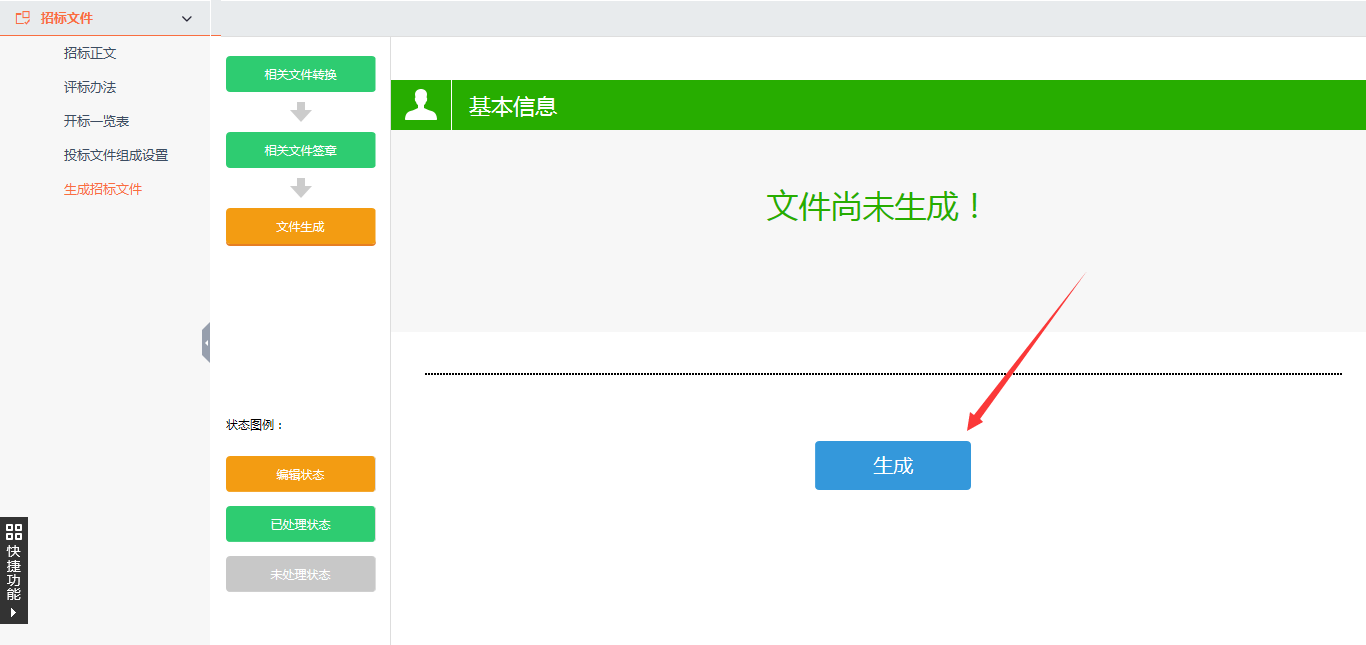 招标文件
招标正文
评标办法
开标一览表
投标文件组成设置
生成招标文件
快捷功能
相关文件转换
相关文件签章
文件生成
状态图例：
编辑状态
已处理状态
未处理状态
基本信息
文件尚未生成！
生成